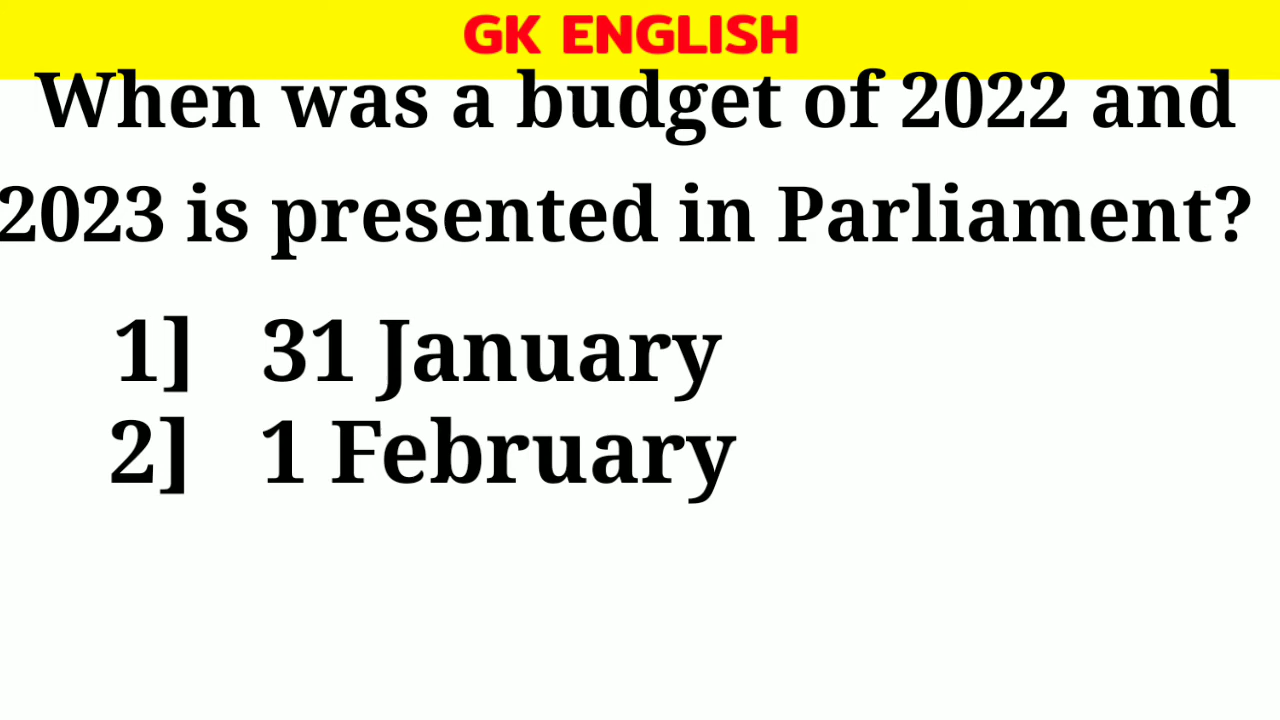 GK ENGLISH
When was a budget of 2022 and
2023 is presented in Parliament?
1] 31 January
2] 1 February